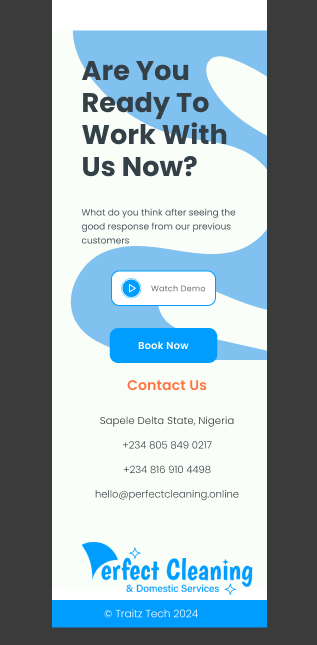 Are You
Ready To
Work With
Us Now?
What do you think after seeing the
good response from our previous
customers
Watch Demo
Book Now
Contact Us
Sapele Delta State, Nigeria
+234 805 849 0217
+234 816 910 4498
hello@perfectcleaning.online
Perfect Cleaning
& Domestic Services
© Traitz Tech 2024